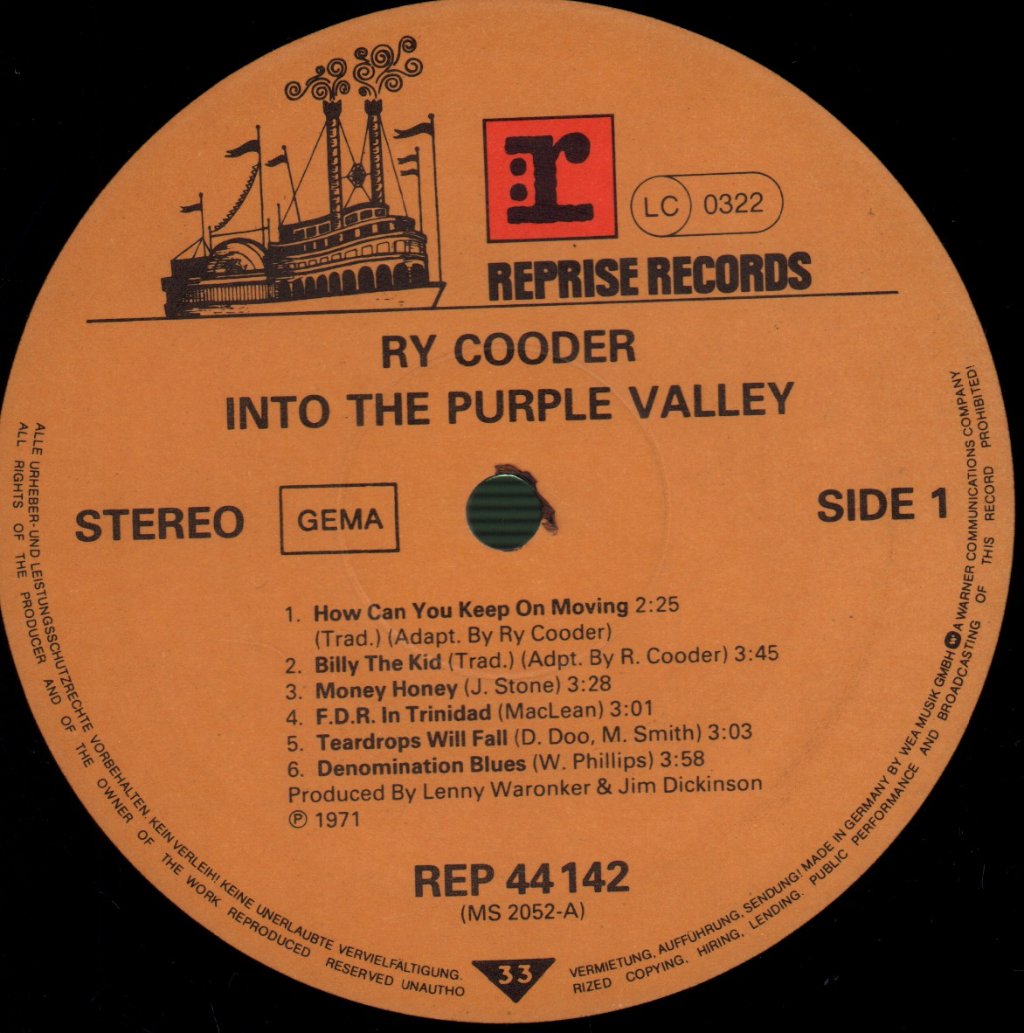 r
LC 0322
REPRISE RECORDS
RY COODER
INTO THE PURPLE VALLEY
STEREO
GEMA
SIDE 1
1. How Can You Keep On Moving 2:25
(Trad.) (Adapt. By Ry Cooder)
2. Billy The Kid (Trad.) (Adpt. By R. Cooder) 3:45
3. Money Honey (J. Stone) 3:28
4. F.D.R. In Trinidad (MacLean) 3:01
5. Teardrops Will Fall (D. Doo, M. Smith) 3:03
6. Denomination Blues (W. Phillips) 3:58
Produced By Lenny Waronker & Jim Dickinson
℗ 1971
REP 44 142
(MS 2052-A)
33
ALLE URHEBER- UND LEISTUNGSSCHUTZRECHTE VORBEHALTEN. KEIN VERLEIH! KEINE UNERLAUBTE VERVIELFÄLTIGUNG. VERMIETUNG, AUFFÜHRUNG, SENDUNG! MADE IN GERMANY BY WEA MUSIK GMBH A WARNER COMMUNICATIONS COMPANY
ALL RIGHTS OF THE PRODUCER AND OF THE OWNER OF THE WORK REPRODUCED RESERVED UNAUTHO RIZED COPYING, HIRING, LENDING, PUBLIC PERFORMANCE AND BROADCASTING OF THIS RECORD PROHIBITED!